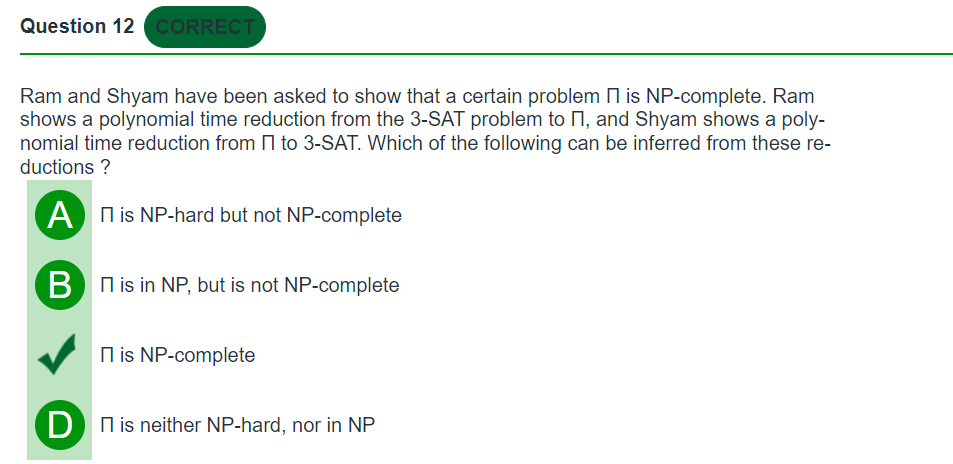 Question 12 CORRECT
Ram and Shyam have been asked to show that a certain problem Π is NP-complete. Ram
shows a polynomial time reduction from the 3-SAT problem to Π, and Shyam shows a poly-
nomial time reduction from Π to 3-SAT. Which of the following can be inferred from these re-
ductions ?
A Π is NP-hard but not NP-complete
B Π is in NP, but is not NP-complete
Π is NP-complete
D Π is neither NP-hard, nor in NP